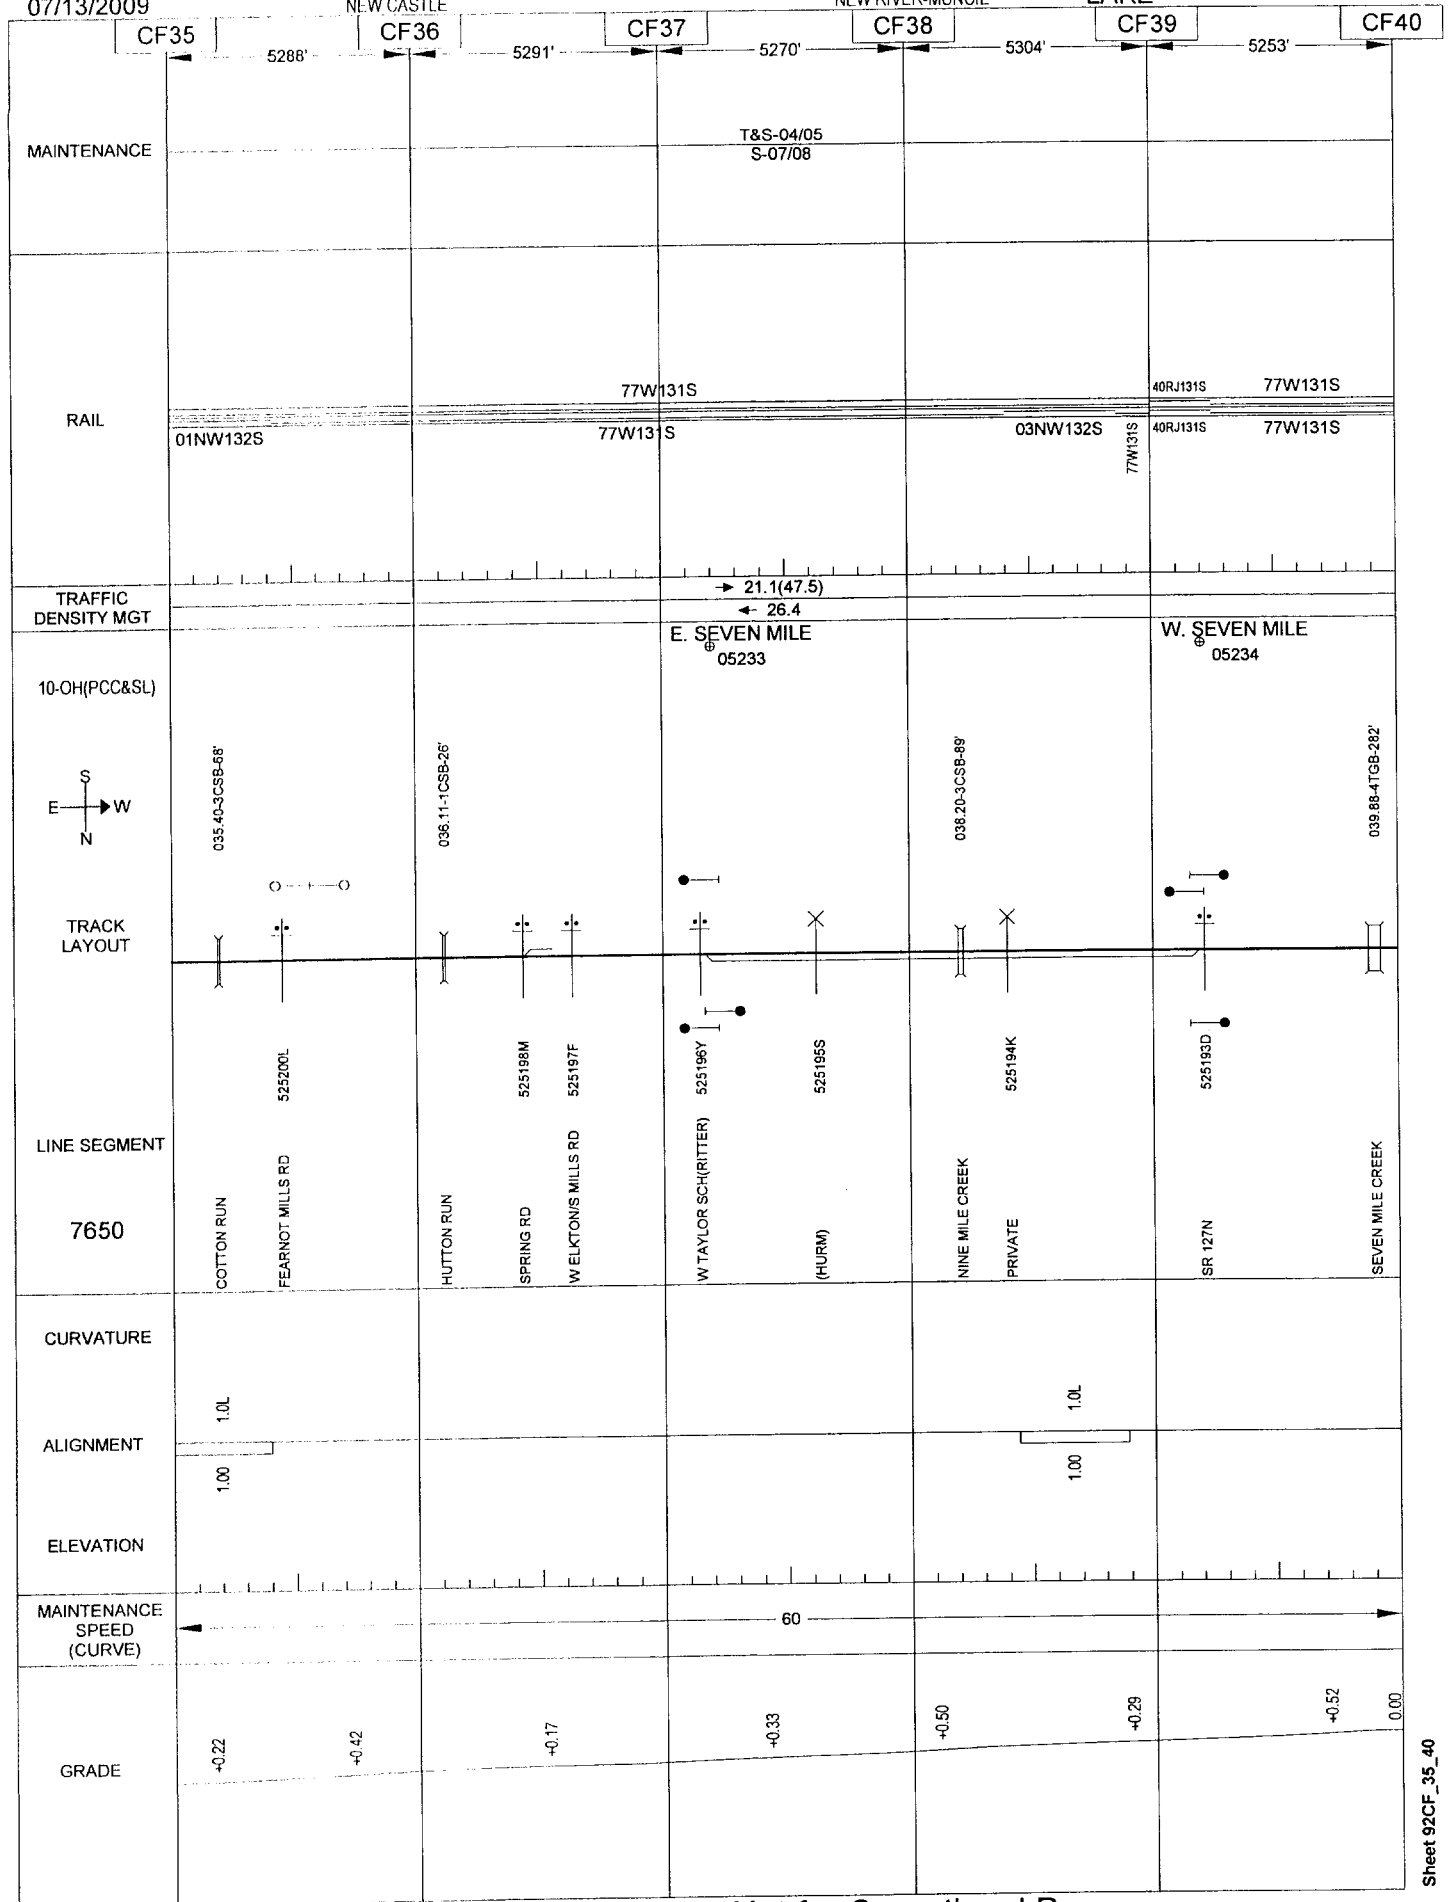 07/13/2009 NEW CASTLE NEW RIVER-MUNCIE LAKE
CF35 CF36 CF37 CF38 CF39 CF40
5288' 5291' 5270' 5304' 5253'
MAINTENANCE
T&S-04/05
S-07/08
RAIL
77W131S 40RJ131S 77W131S
01NW132S 77W131S 03NW132S 77W131S 40RJ131S 77W131S
TRAFFIC
DENSITY MGT
21.1(47.5)
26.4
E. SEVEN MILE W. SEVEN MILE
05233 05234
10-OH(PCC&SL)
S
E W
N
035.40-3CSB-68'
036.11-1CSB-26'
038.20-3CSB-89'
039.88-4TGB-282'
TRACK
LAYOUT
525200L
525198M
525197F
525196Y
525195S
525194K
525193D
LINE SEGMENT
7650
COTTON RUN
FEARNOT MILLS RD
HUTTON RUN
SPRING RD
W ELKTON/S MILLS RD
W TAYLOR SCH(RITTER)
(HURM)
NINE MILE CREEK
PRIVATE
SR 127N
SEVEN MILE CREEK
CURVATURE
1.0L 1.0L
ALIGNMENT
1.00 1.00
ELEVATION
MAINTENANCE
SPEED
(CURVE)
60
GRADE
+0.22 +0.42 +0.17 +0.33 +0.50 +0.29 +0.52 0.00
Sheet 92CF_35_40